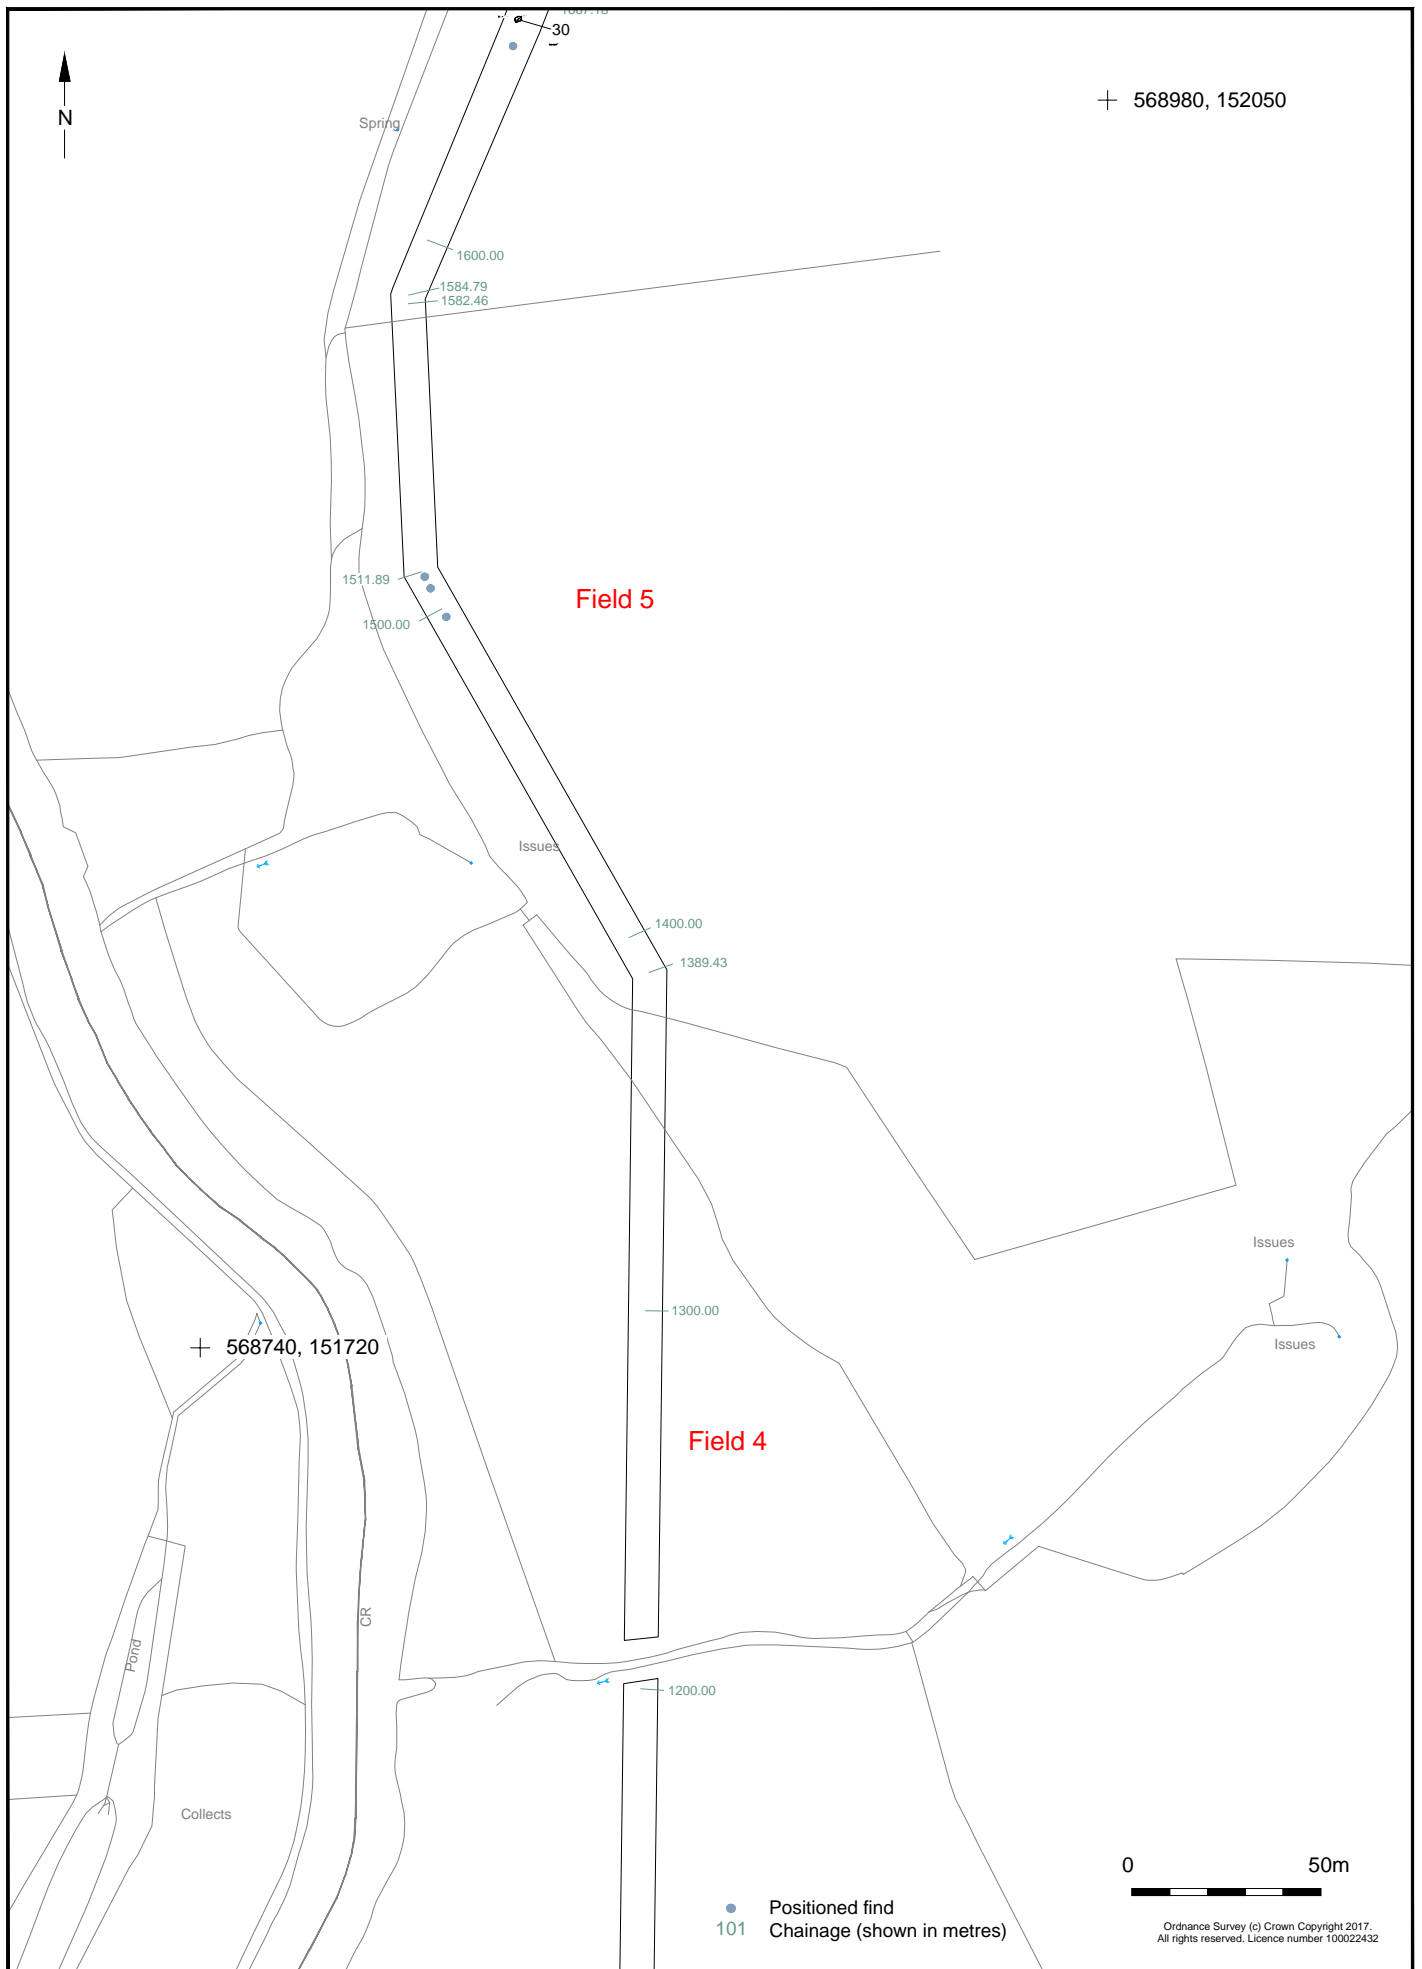 30
N
568980, 152050
Spring
1600.00
1584.79
1582.46
1511.89
Field 5
1500.00
Issues
1400.00
1389.43
Issues
1300.00
Issues
568740, 151720
Field 4
CR
Pond
1200.00
Collects
0 50m
Positioned find
101 Chainage (shown in metres)
Ordnance Survey (c) Crown Copyright 2017.
All rights reserved. Licence number 100022432